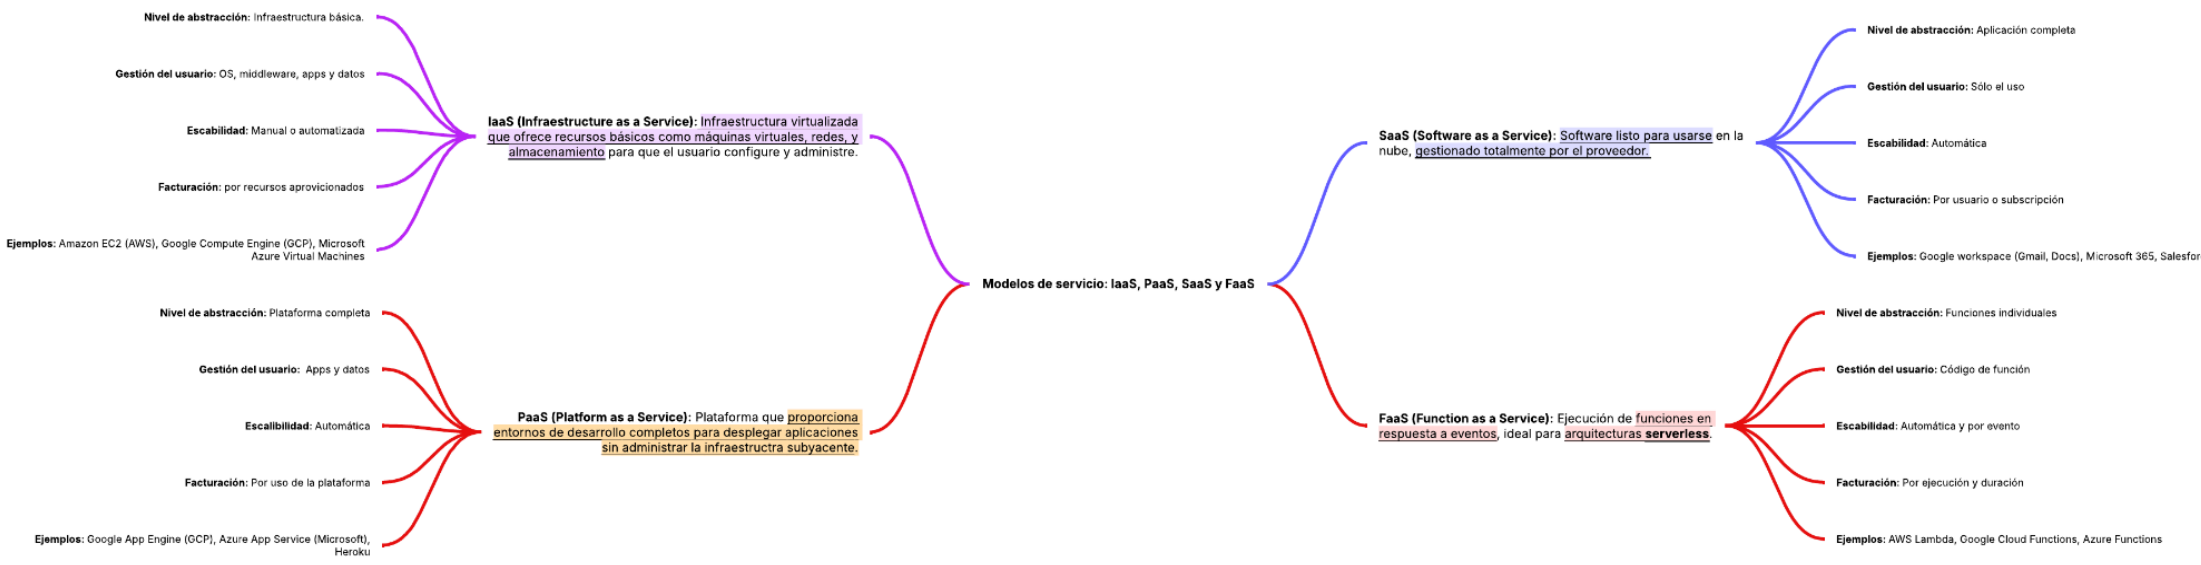 Nivel de abstracción: Infraestructura básica.
Gestión del usuario: OS, middleware, apps y datos
Escabilidad: Manual o automatizada
Facturación: por recursos aprovicionados
Ejemplos: Amazon EC2 (AWS), Google Compute Engine (GCP), Microsoft
Azure Virtual Machines
IaaS (Infraestructure as a Service): Infraestructura virtualizada
que ofrece recursos básicos como máquinas virtuales, redes, y
almacenamiento para que el usuario configure y administre.
Nivel de abstracción: Plataforma completa
Gestión del usuario: Apps y datos
Escalibilidad: Automática
Facturación: Por uso de la plataforma
Ejemplos: Google App Engine (GCP), Azure App Service (Microsoft),
Heroku
PaaS (Platform as a Service): Plataforma que proporciona
entornos de desarrollo completos para desplegar aplicaciones
sin administrar la infraestructra subyacente.
Modelos de servicio: IaaS, PaaS, SaaS y FaaS
SaaS (Software as a Service): Software listo para usarse en la
nube, gestionado totalmente por el proveedor.
Nivel de abstracción: Aplicación completa
Gestión del usuario: Sólo el uso
Escabilidad: Automática
Facturación: Por usuario o subscripción
Ejemplos: Google workspace (Gmail, Docs), Microsoft 365,
FaaS (Function as a Service): Ejecución de funciones en
respuesta a eventos, ideal para arquitecturas serverless.
Nivel de abstracción: Funciones individuales
Gestión del usuario: Código de función
Escabilidad: Automática y por evento
Facturación: Por ejecución y duración
Ejemplos: AWS Lambda, Google Cloud Functions, Azure Functions